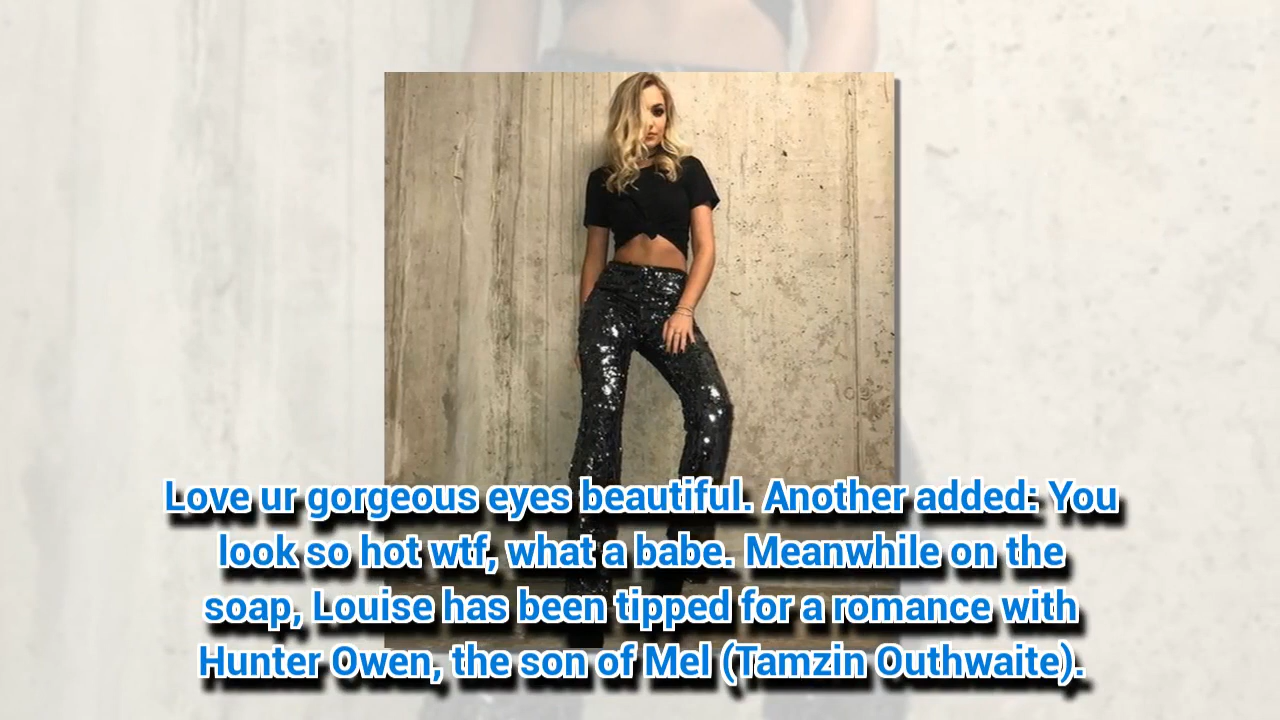 Love ur gorgeous eyes beautiful. Another added: You
look so hot wtf, what a babe. Meanwhile on the
soap, Louise has been tipped for a romance with
Hunter Owen, the son of Mel (Tamzin Outhwaite).